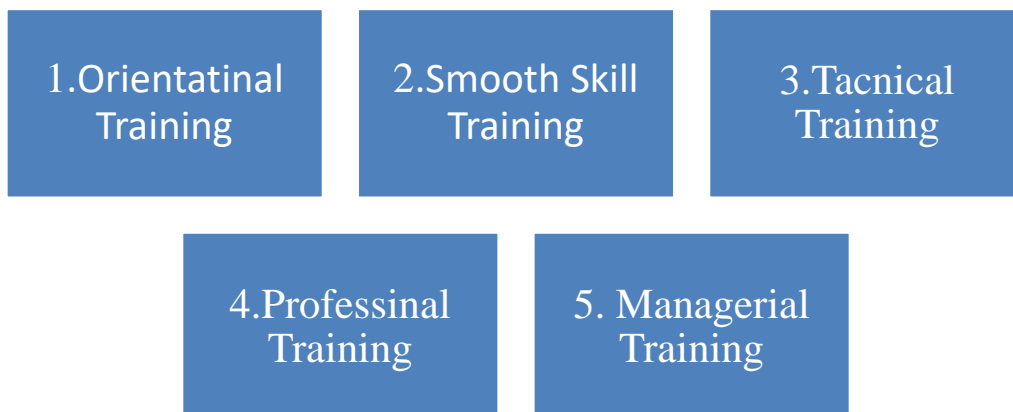 1.Orientatinal
Training
2.Smooth Skill
Training
3.Tacnical
Training
4.Professinal
Training
5. Managerial
Training